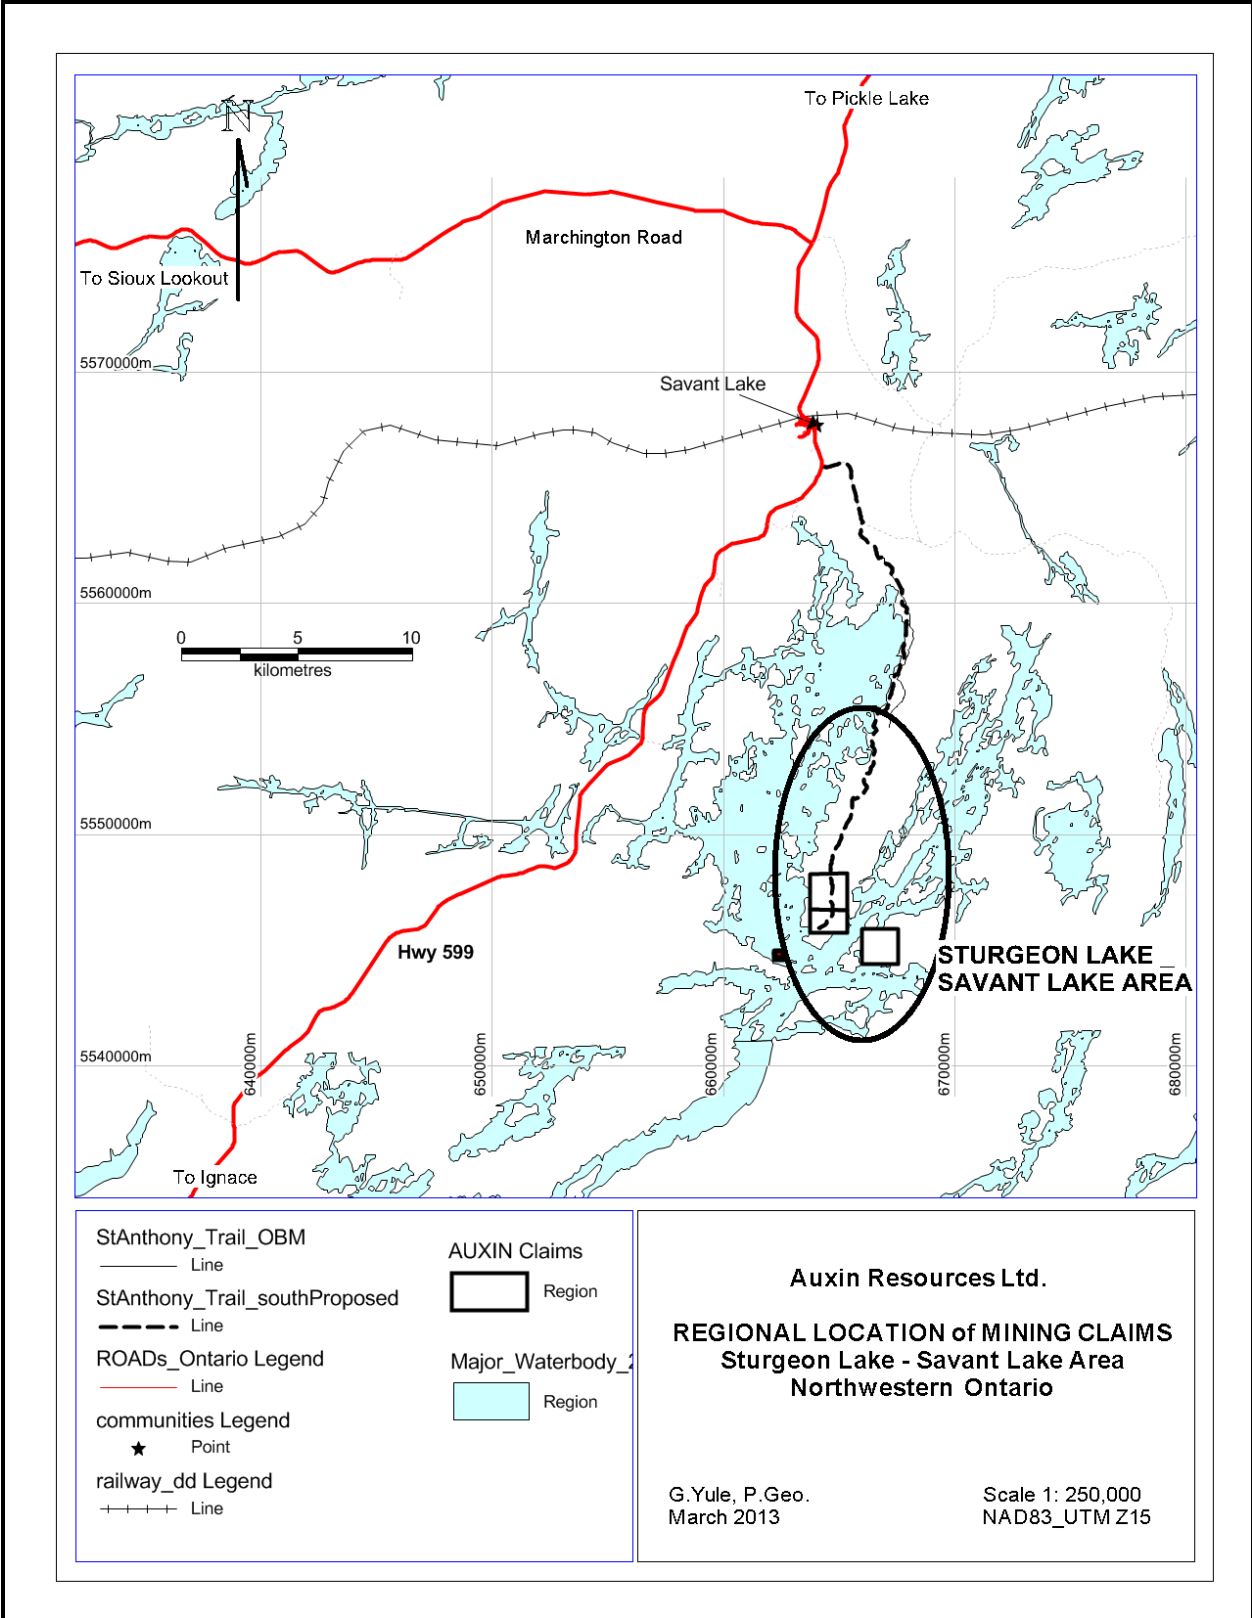 To Pickle Lake
N
Marchington Road
To Sioux Lookout
5570000m
Savant Lake
5560000m
0 5 10
kilometres
5550000m
Hwy 599
STURGEON LAKE _
SAVANT LAKE AREA
5540000m
640000m
650000m
660000m
670000m
680000m
To Ignace
StAnthony_Trail_OBM
Line
StAnthony_Trail_southProposed
Line
ROADs_Ontario Legend
Line
communities Legend
Point
railway_dd Legend
Line
AUXIN Claims
Region
Major_Waterbody_2
Region
Auxin Resources Ltd.
REGIONAL LOCATION of MINING CLAIMS
Sturgeon Lake - Savant Lake Area
Northwestern Ontario
G.Yule, P.Geo.
March 2013
Scale 1: 250,000
NAD83_UTM Z15